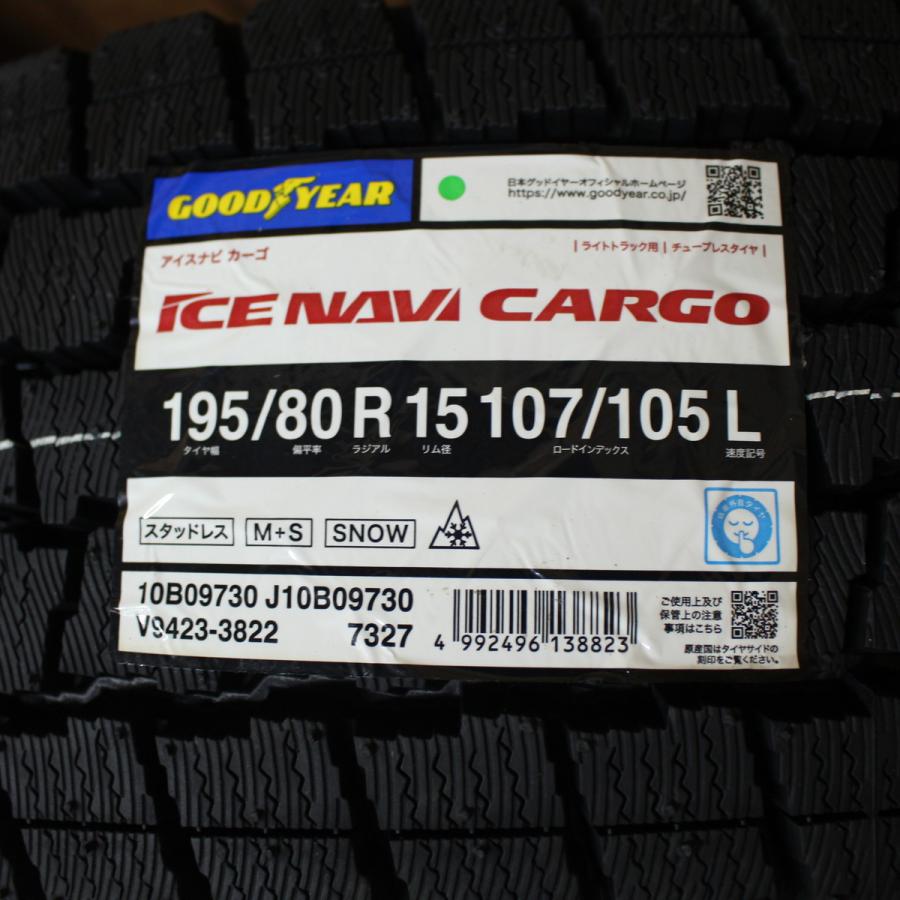 GOODYEAR
日本グッドイヤーオフィシャルホームページ
https://www.goodyear.co.jp/
アイスナビ カーゴ
|ライトトラック用|チューブレスタイヤ|
ICE NAVI CARGO
195/80 R 15 107/105 L
タイヤ幅 偏平率 ラジアル リム径 ロードインデックス 速度記号
スタッドレス M+S SNOW
10B09730 J10B09730
V9423-3822 7327
4 992496 138823
ご使用上及び
保管上の注意
事項はこちら
原産国はタイヤサイドの
刻印をご覧ください。